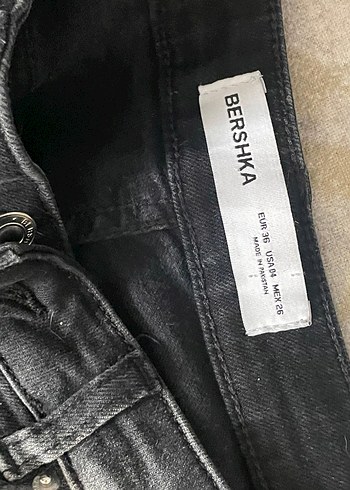 BERSHKA
EUR 36 USA 04 MEX 26
MADE IN PAKISTAN